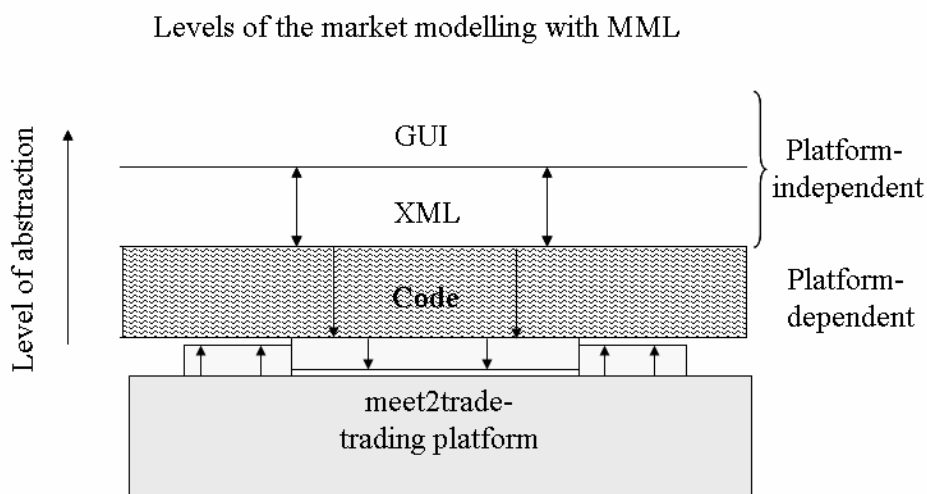 Levels of the market modelling with MML
Level of abstraction
GUI
XML
Platform-
independent
Code
Platform-
dependent
meet2trade-
trading platform